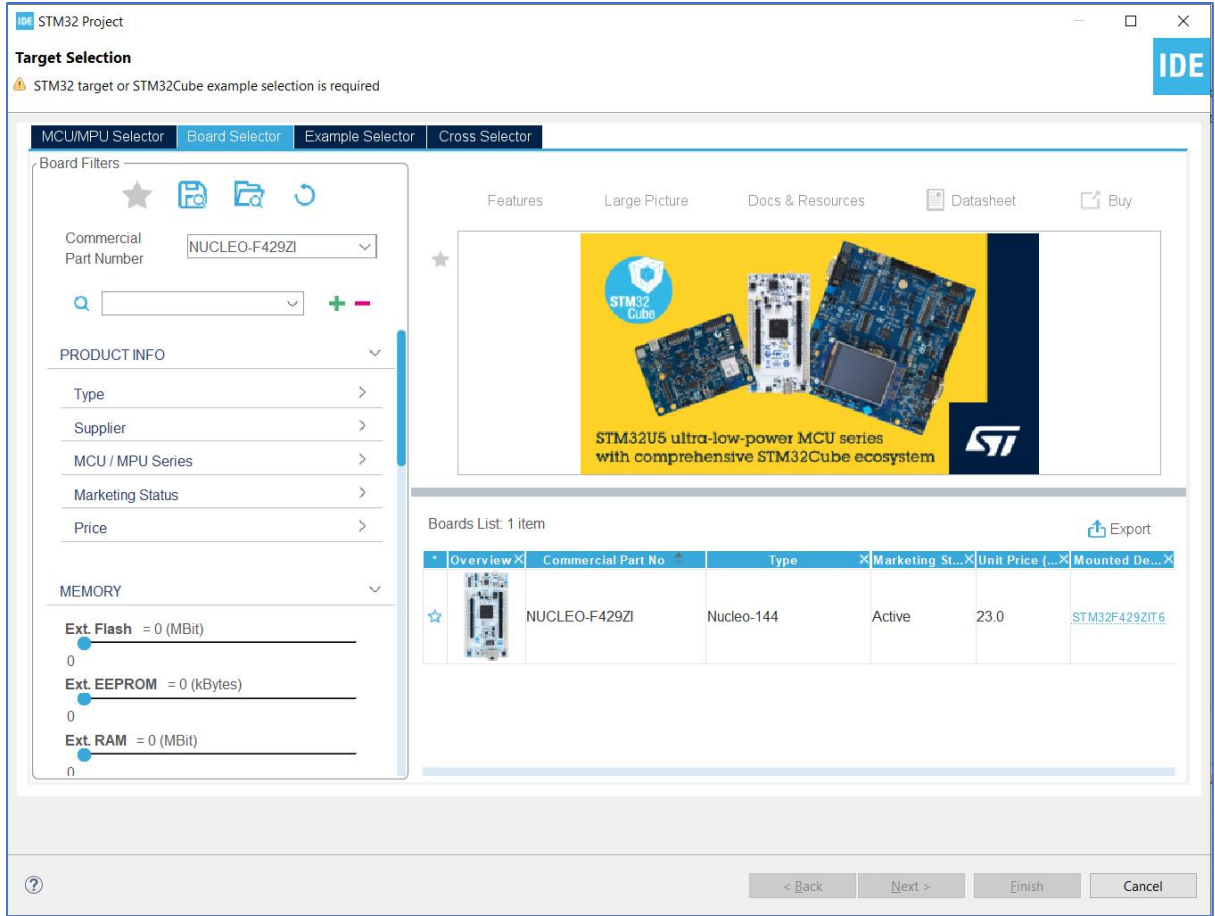 IDE STM32 Project
Target Selection
STM32 target or STM32Cube example selection is required
IDE
MCU/MPU Selector Board Selector Example Selector Cross Selector
Board Filters
Features Large Picture Docs & Resources Datasheet Buy
Commercial
Part Number
NUCLEO-F429ZI
STM32
Cube
PRODUCT INFO
Type
Supplier
MCU / MPU Series
Marketing Status
Price
STM32U5 ultra-low-power MCU series
with comprehensive STM32Cube ecosystem
ST
Boards List: 1 item
Export
* Overview Commercial Part No Type Marketing St... Unit Price (... Mounted De...
NUCLEO-F429ZI Nucleo-144 Active 23.0 STM32F429ZIT6
MEMORY
Ext. Flash = 0 (MBit)
0
Ext. EEPROM = 0 (kBytes)
0
Ext. RAM = 0 (MBit)
0
? < Back Next > Finish Cancel